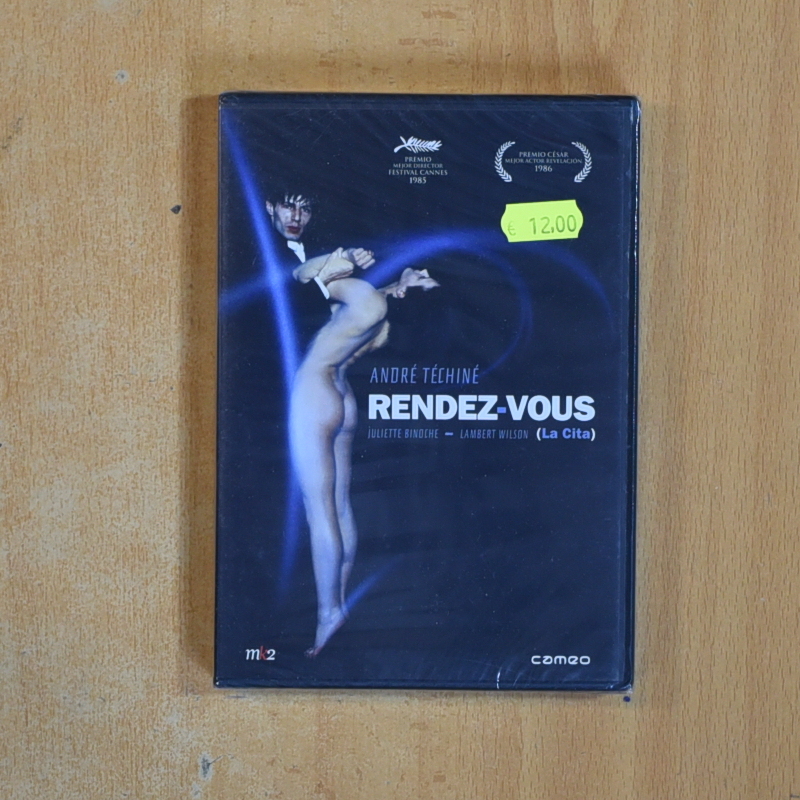 PREMIO
MEJOR DIRECTOR
FESTIVAL CANNES
1985
PREMIO CÉSAR
MEJOR ACTOR REVELACIÓN
1986
€ 12,00
ANDRÉ TÉCHINÉ
RENDEZ-VOUS
JULIETTE BINOCHE – LAMBERT WILSON (La Cita)
mk2
cameo